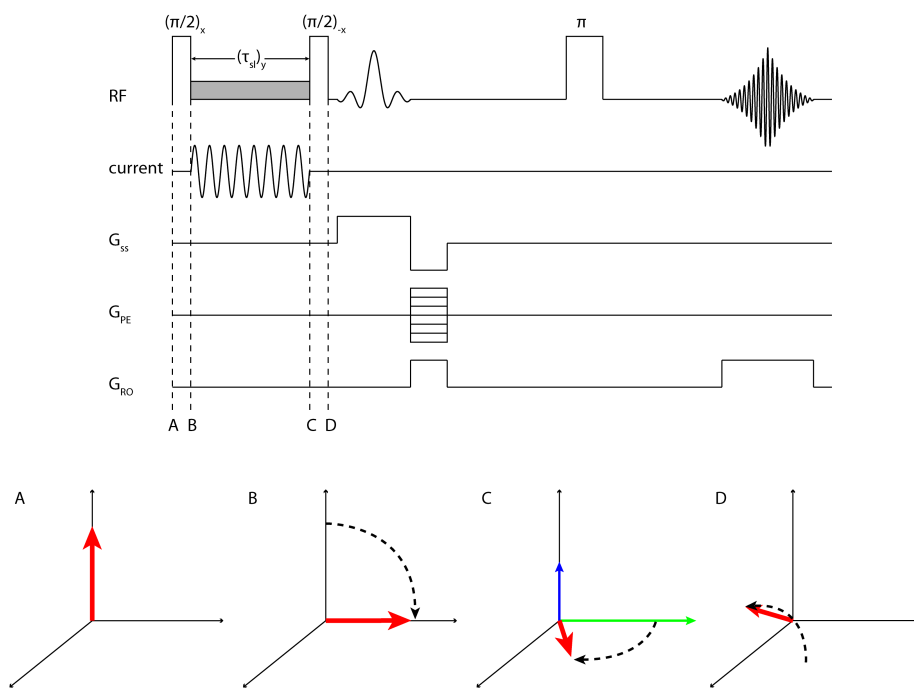 (π/2)x (π/2)-x π
(τsl)y
RF
current
Gss
GPE
GRO
A B C D
A B C D